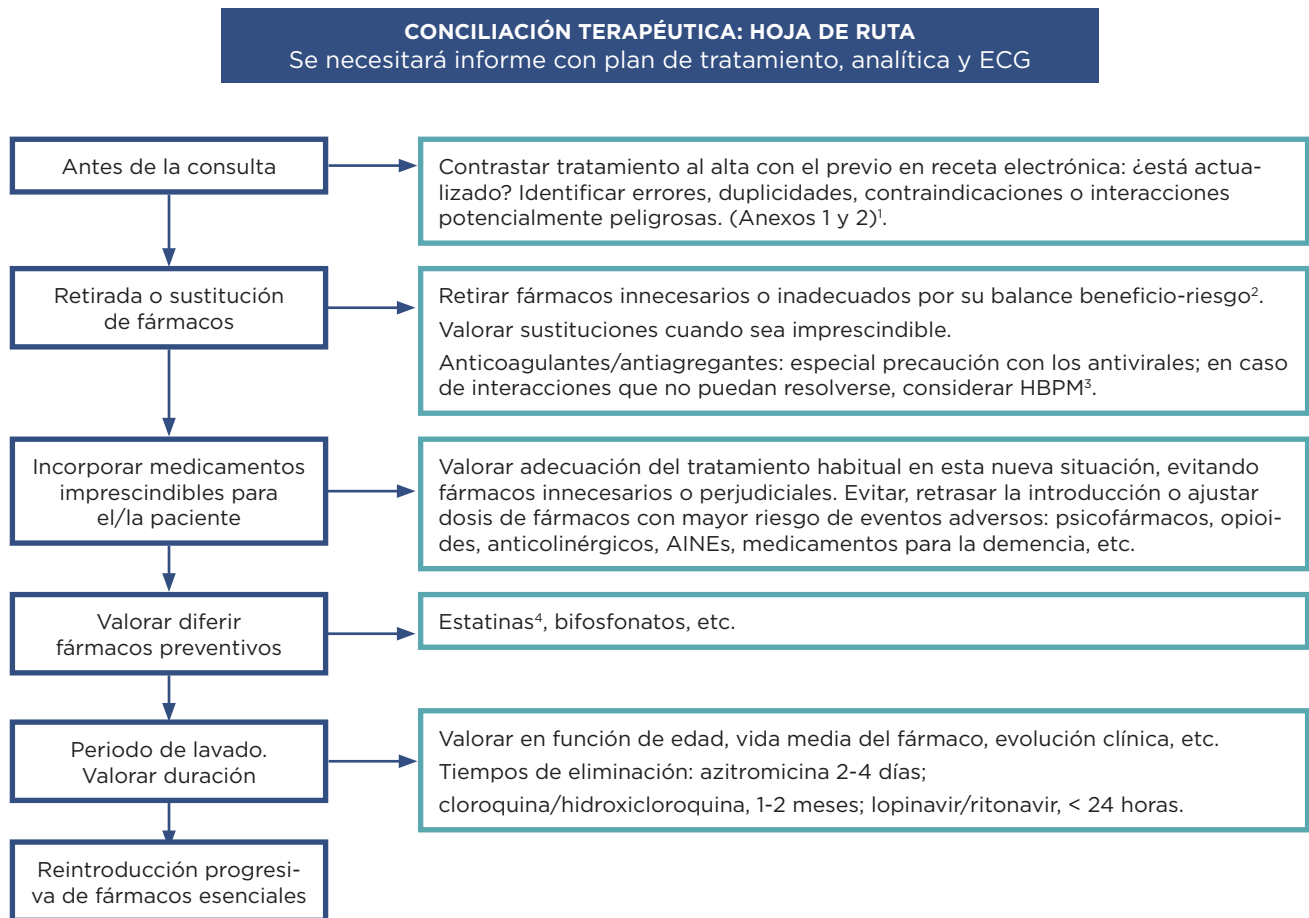 CONCILIACIÓN TERAPÉUTICA: HOJA DE RUTA
Se necesitará informe con plan de tratamiento, analítica y ECG
Antes de la consulta
Contrastar tratamiento al alta con el previo en receta electrónica: ¿está actua-
lizado? Identificar errores, duplicidades, contraindicaciones o interacciones
potencialmente peligrosas. (Anexos 1 y 2)¹.
Retirada o sustitución
de fármacos
Retirar fármacos innecesarios o inadecuados por su balance beneficio-riesgo².
Valorar sustituciones cuando sea imprescindible.
Anticoagulantes/antiagregantes: especial precaución con los antivirales; en caso
de interacciones que no puedan resolverse, considerar HBPM³.
Incorporar medicamentos
imprescindibles para
el/la paciente
Valorar adecuación del tratamiento habitual en esta nueva situación, evitando
fármacos innecesarios o perjudiciales. Evitar, retrasar la introducción o ajustar
dosis de fármacos con mayor riesgo de eventos adversos: psicofármacos, opioi-
des, anticolinérgicos, AINEs, medicamentos para la demencia, etc.
Valorar diferir
fármacos preventivos
Estatinas⁴, bifosfonatos, etc.
Periodo de lavado.
Valorar duración
Valorar en función de edad, vida media del fármaco, evolución clínica, etc.
Tiempos de eliminación: azitromicina 2-4 días;
cloroquina/hidroxicloroquina, 1-2 meses; lopinavir/ritonavir, < 24 horas.
Reintroducción progresi-
va de fármacos esenciales